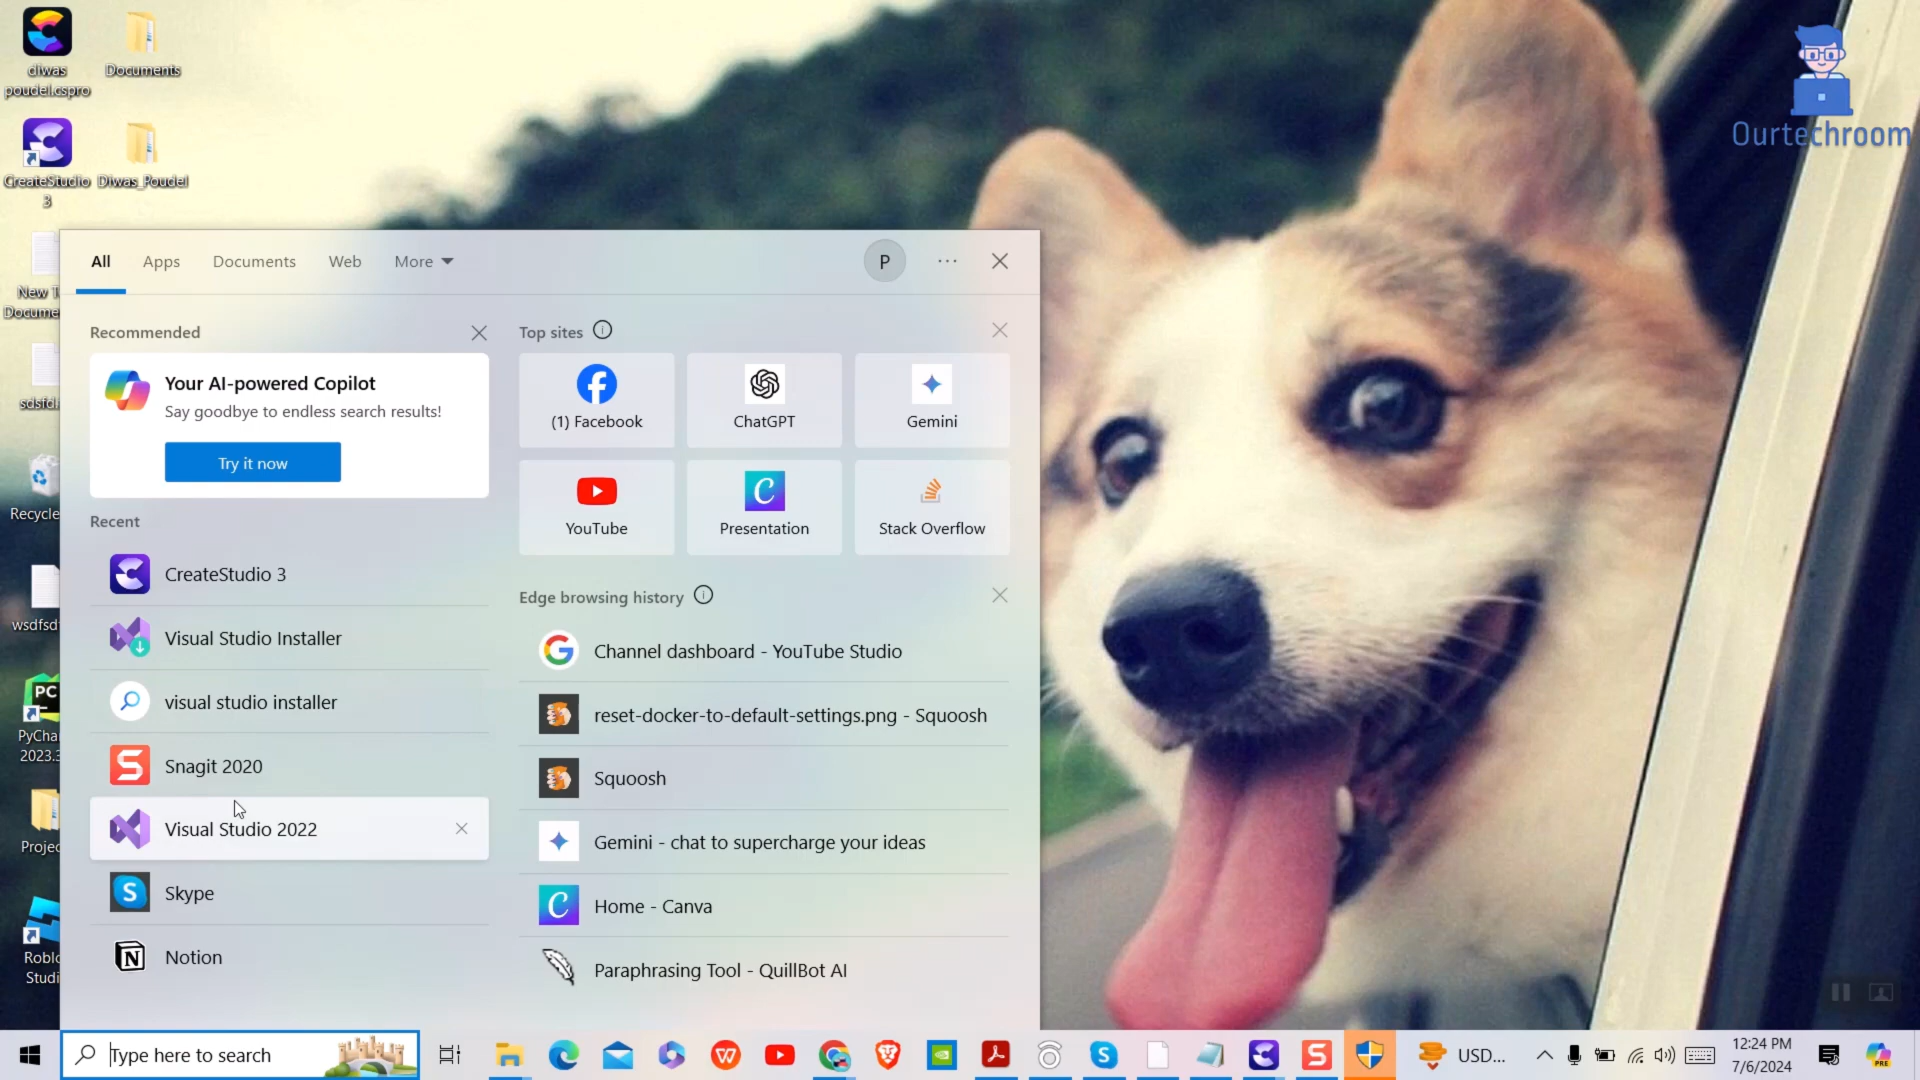 diwas
poudel.cspro
Documents
CreateStudio
3
Diwas_Poudel
New T
Docume
sdsfd
Recycle
wsdfsd
PC
PyChar
2023.3
Projec
Roblo
Studi
Ourtechroom
All
Apps
Documents
Web
More
P
Recommended
Your AI-powered Copilot
Say goodbye to endless search results!
Try it now
Recent
CreateStudio 3
Visual Studio Installer
visual studio installer
Snagit 2020
Visual Studio 2022
Skype
Notion
Top sites
(1) Facebook
ChatGPT
Gemini
YouTube
Presentation
Stack Overflow
Edge browsing history
Channel dashboard - YouTube Studio
reset-docker-to-default-settings.png - Squoosh
Squoosh
Gemini - chat to supercharge your ideas
Home - Canva
Paraphrasing Tool - QuillBot AI
Type here to search
USD...
12:24 PM
7/6/2024
PRE